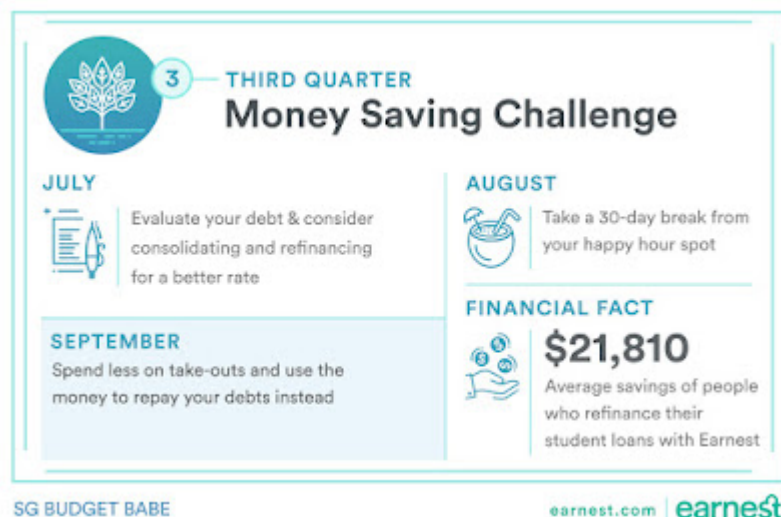 3
THIRD QUARTER
Money Saving Challenge
JULY
Evaluate your debt & consider
consolidating and refinancing
for a better rate
AUGUST
Take a 30-day break from
your happy hour spot
SEPTEMBER
Spend less on take-outs and use the
money to repay your debts instead
FINANCIAL FACT
$21,810
Average savings of people
who refinance their
student loans with Earnest
SG BUDGET BABE
earnest.com
earnest